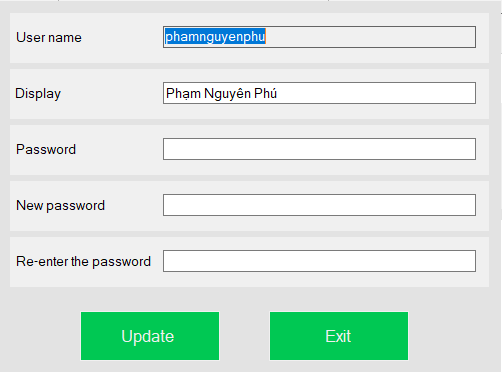 User name phamnguyenphu
Display Phạm Nguyên Phú
Password
New password
Re-enter the password
Update Exit